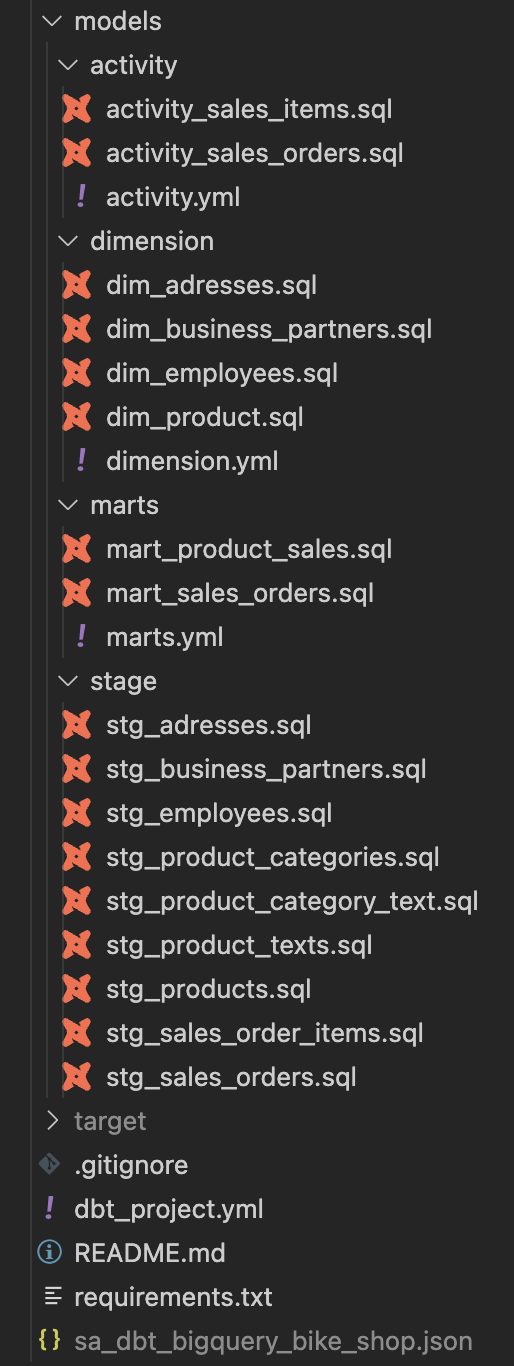 models
activity
activity_sales_items.sql
activity_sales_orders.sql
activity.yml
dimension
dim_adresses.sql
dim_business_partners.sql
dim_employees.sql
dim_product.sql
dimension.yml
marts
mart_product_sales.sql
mart_sales_orders.sql
marts.yml
stage
stg_adresses.sql
stg_business_partners.sql
stg_employees.sql
stg_product_categories.sql
stg_product_category_text.sql
stg_product_texts.sql
stg_products.sql
stg_sales_order_items.sql
stg_sales_orders.sql
target
.gitignore
dbt_project.yml
README.md
requirements.txt
sa_dbt_bigquery_bike_shop.json